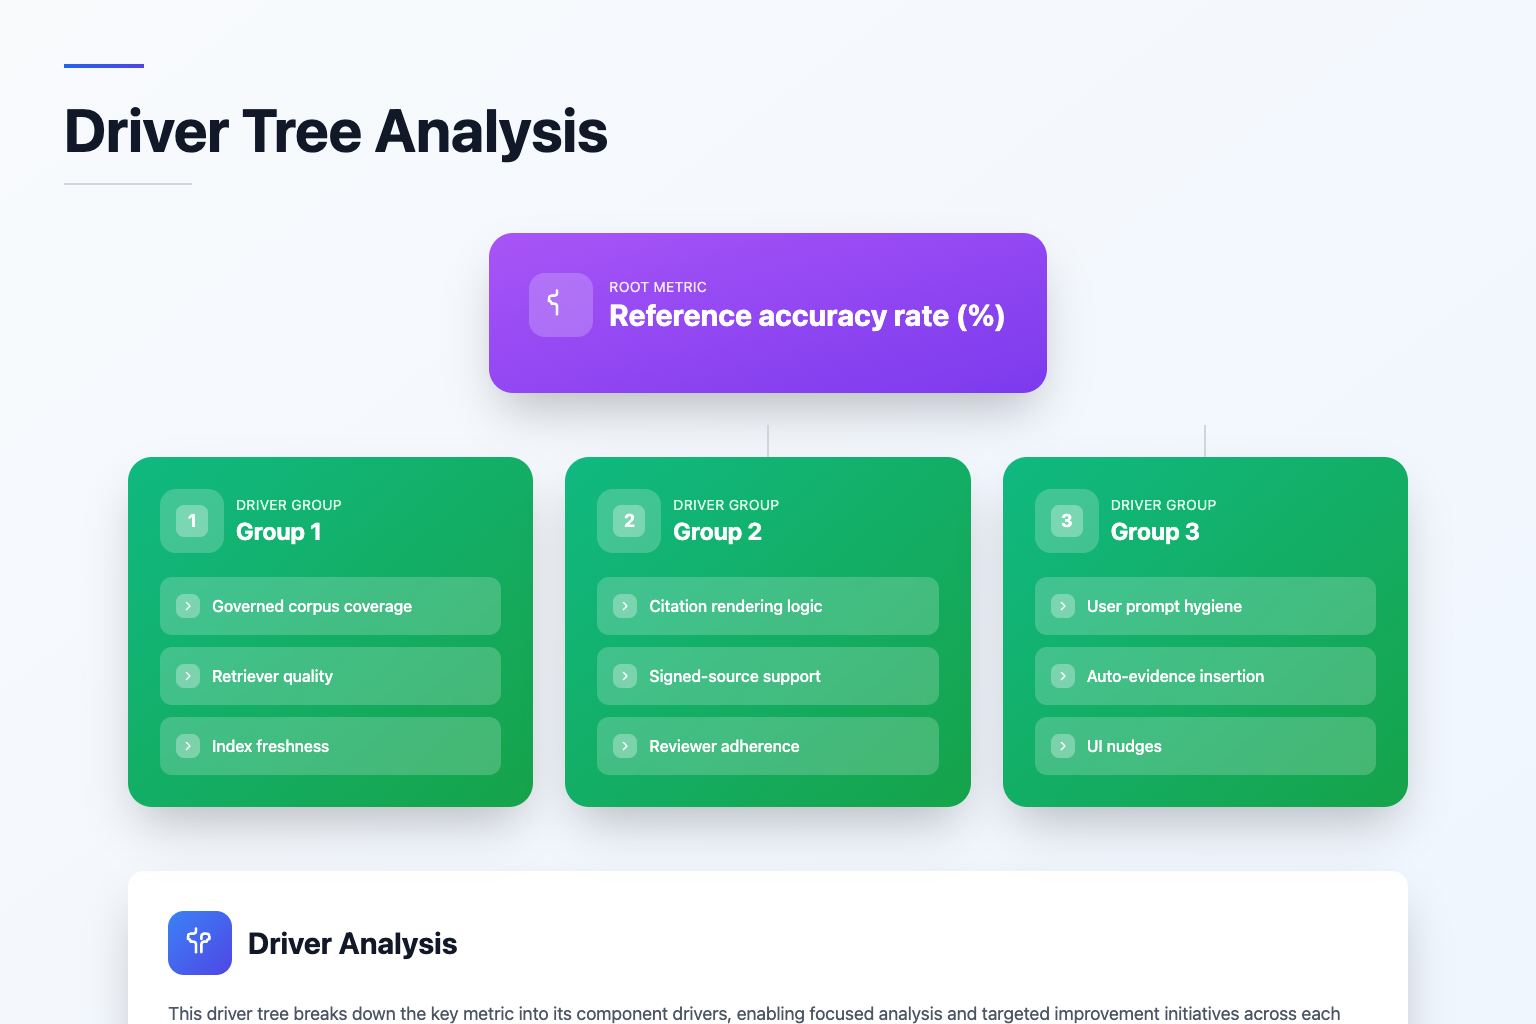 Driver Tree Analysis
ROOT METRIC
Reference accuracy rate (%)
1
DRIVER GROUP
Group 1
Governed corpus coverage
Retriever quality
Index freshness
2
DRIVER GROUP
Group 2
Citation rendering logic
Signed-source support
Reviewer adherence
3
DRIVER GROUP
Group 3
User prompt hygiene
Auto-evidence insertion
UI nudges
Driver Analysis
This driver tree breaks down the key metric into its component drivers, enabling focused analysis and targeted improvement initiatives across each